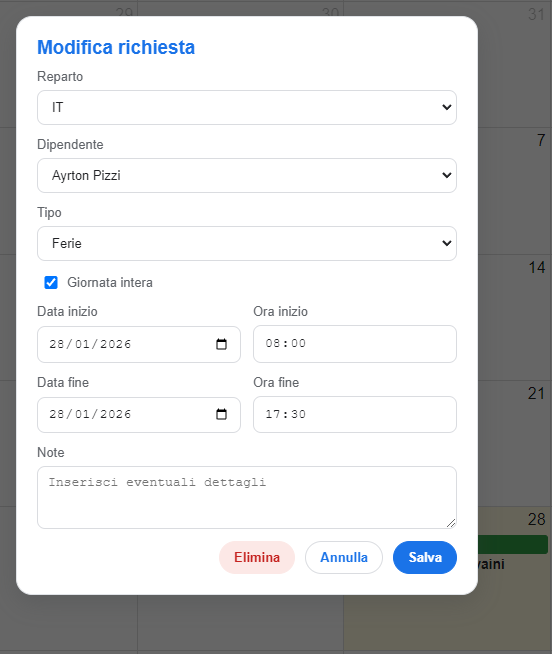 29
30
31
Modifica richiesta
Reparto
IT
Dipendente
Ayrton Pizzi
7
Tipo
Ferie
14
Giornata intera
Data inizio
Ora inizio
28/01/2026
08:00
Data fine
Ora fine
21
28/01/2026
17:30
Note
Inserisci eventuali dettagli
28
Elimina
Annulla
Salva
vaini